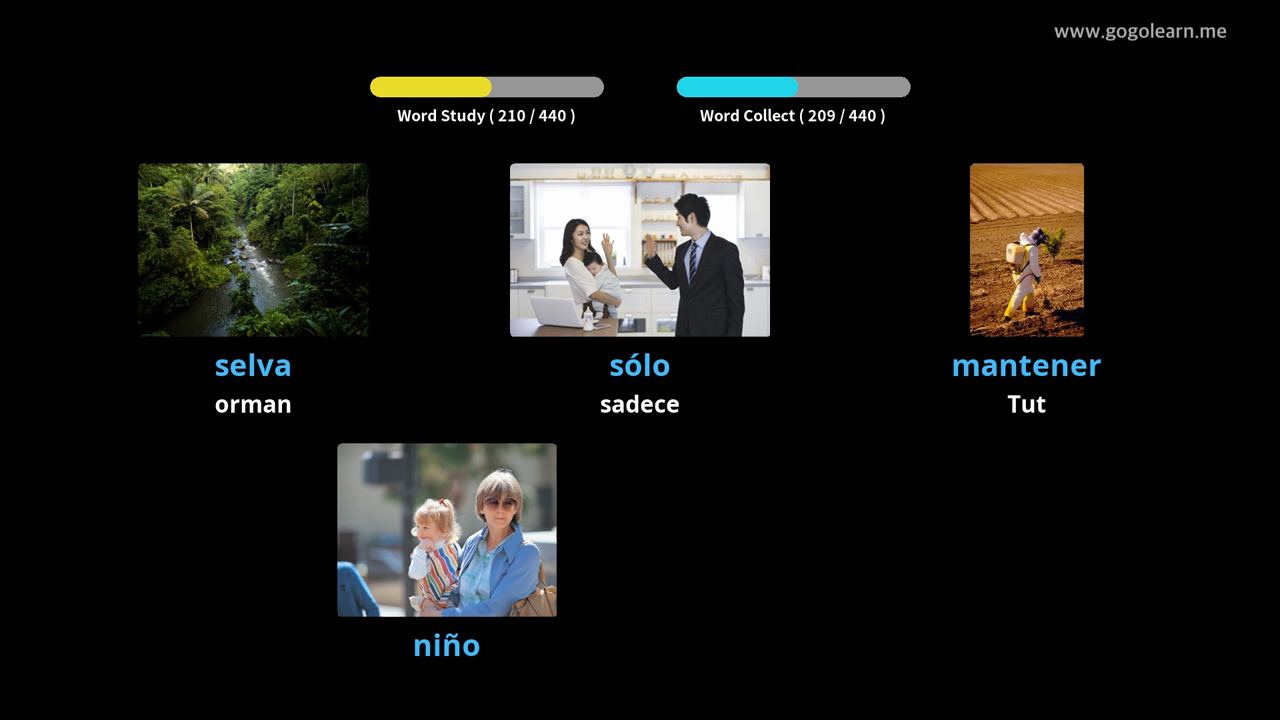 www.gogolearn.me
Word Study ( 210 / 440 )
Word Collect ( 209 / 440 )
selva
sólo
mantener
orman
sadece
Tut
niño